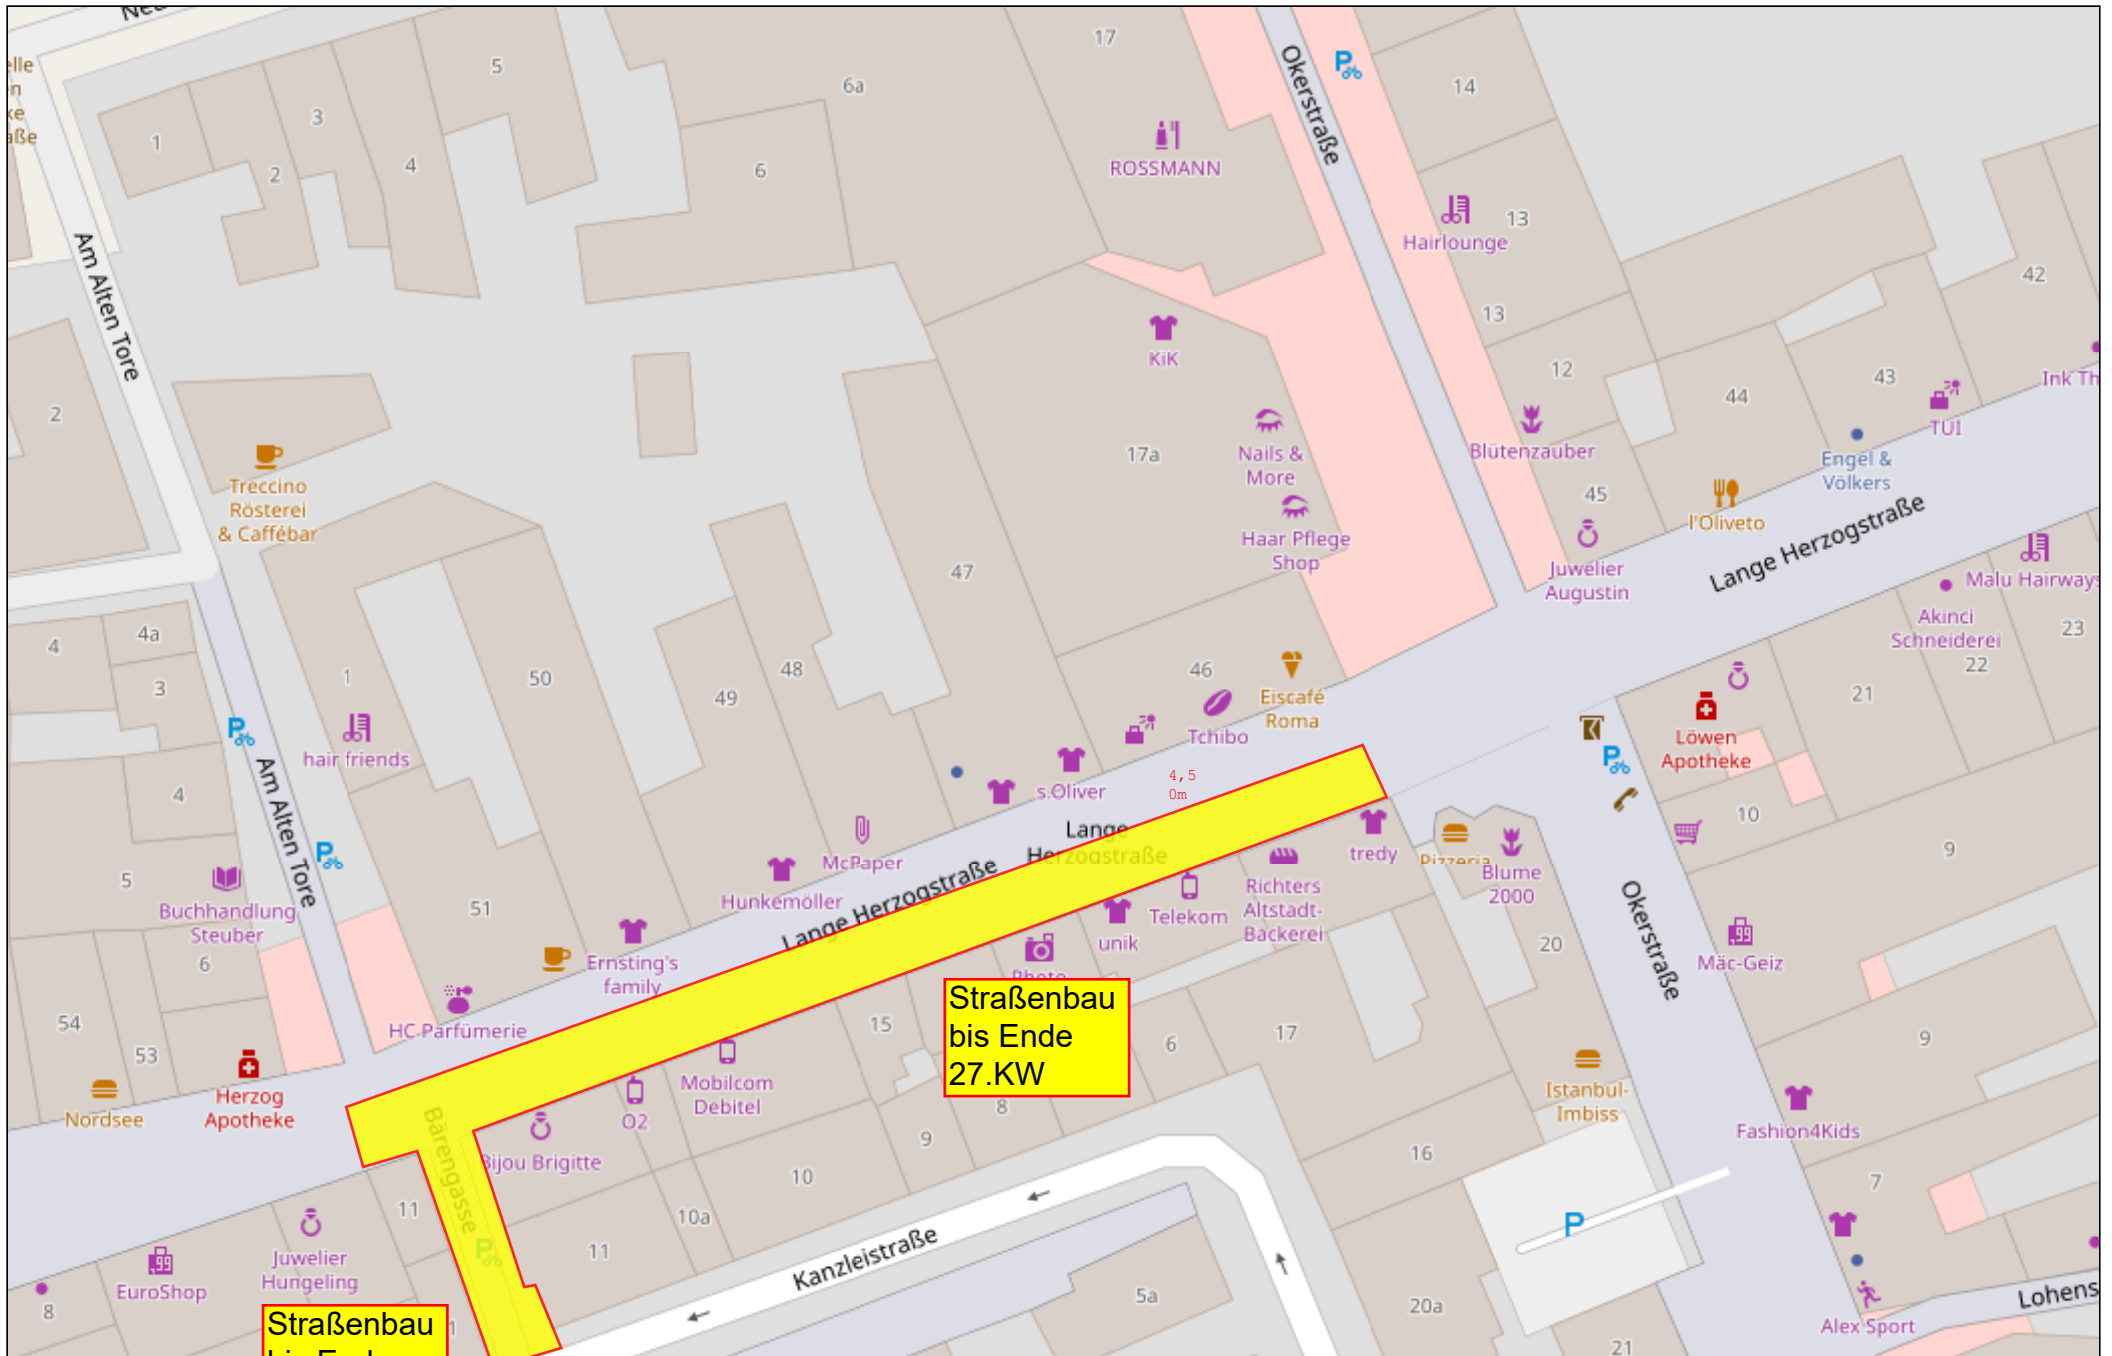 5
17
Okerstraße
14
6a
3
1
4
2
6
ROSSMANN
13
Hairlounge
Am Alten Tore
42
13
KiK
12
44
43
TUI
2
17a
Nails &
More
Blütenzauber
Engel &
Völkers
Treccino
Rösterei
& Caffébar
45
l'Oliveto
Haar Pflege
Shop
Lange Herzogstraße
47
Juwelier
Augustin
Malu Hairways
Akinci
Schneiderei
4a
4
23
22
3
1
50
48
46
49
21
Eiscafé
Roma
Tchibo
Löwen
Apotheke
hair friends
4,5
0m
s.Oliver
4
Am Alten Tore
10
Lange
Herzogstraße
McPaper
tredy
Pizzeria
Blume
2000
9
5
Hunkemöller
Richters
Altstadt-
Bäckerei
Telekom
unik
Lange Herzogstraße
Buchhandlung
Steuber
51
20
Okerstraße
6
Ernsting's
family
Mäc-Geiz
Photo
Straßenbau
bis Ende
27.KW
54
53
HC Parfümerie
15
6
17
9
Mobilcom
Debitel
Istanbul-
Imbiss
Nordsee
Herzog
Apotheke
O2
8
Fashion4Kids
Bärengasse
Bijou Brigitte
9
16
10
7
11
10a
11
Kanzleistraße
P
Juwelier
Hungeling
EuroShop
5a
20a
8
Lohens
Alex Sport
Straßenbau
21